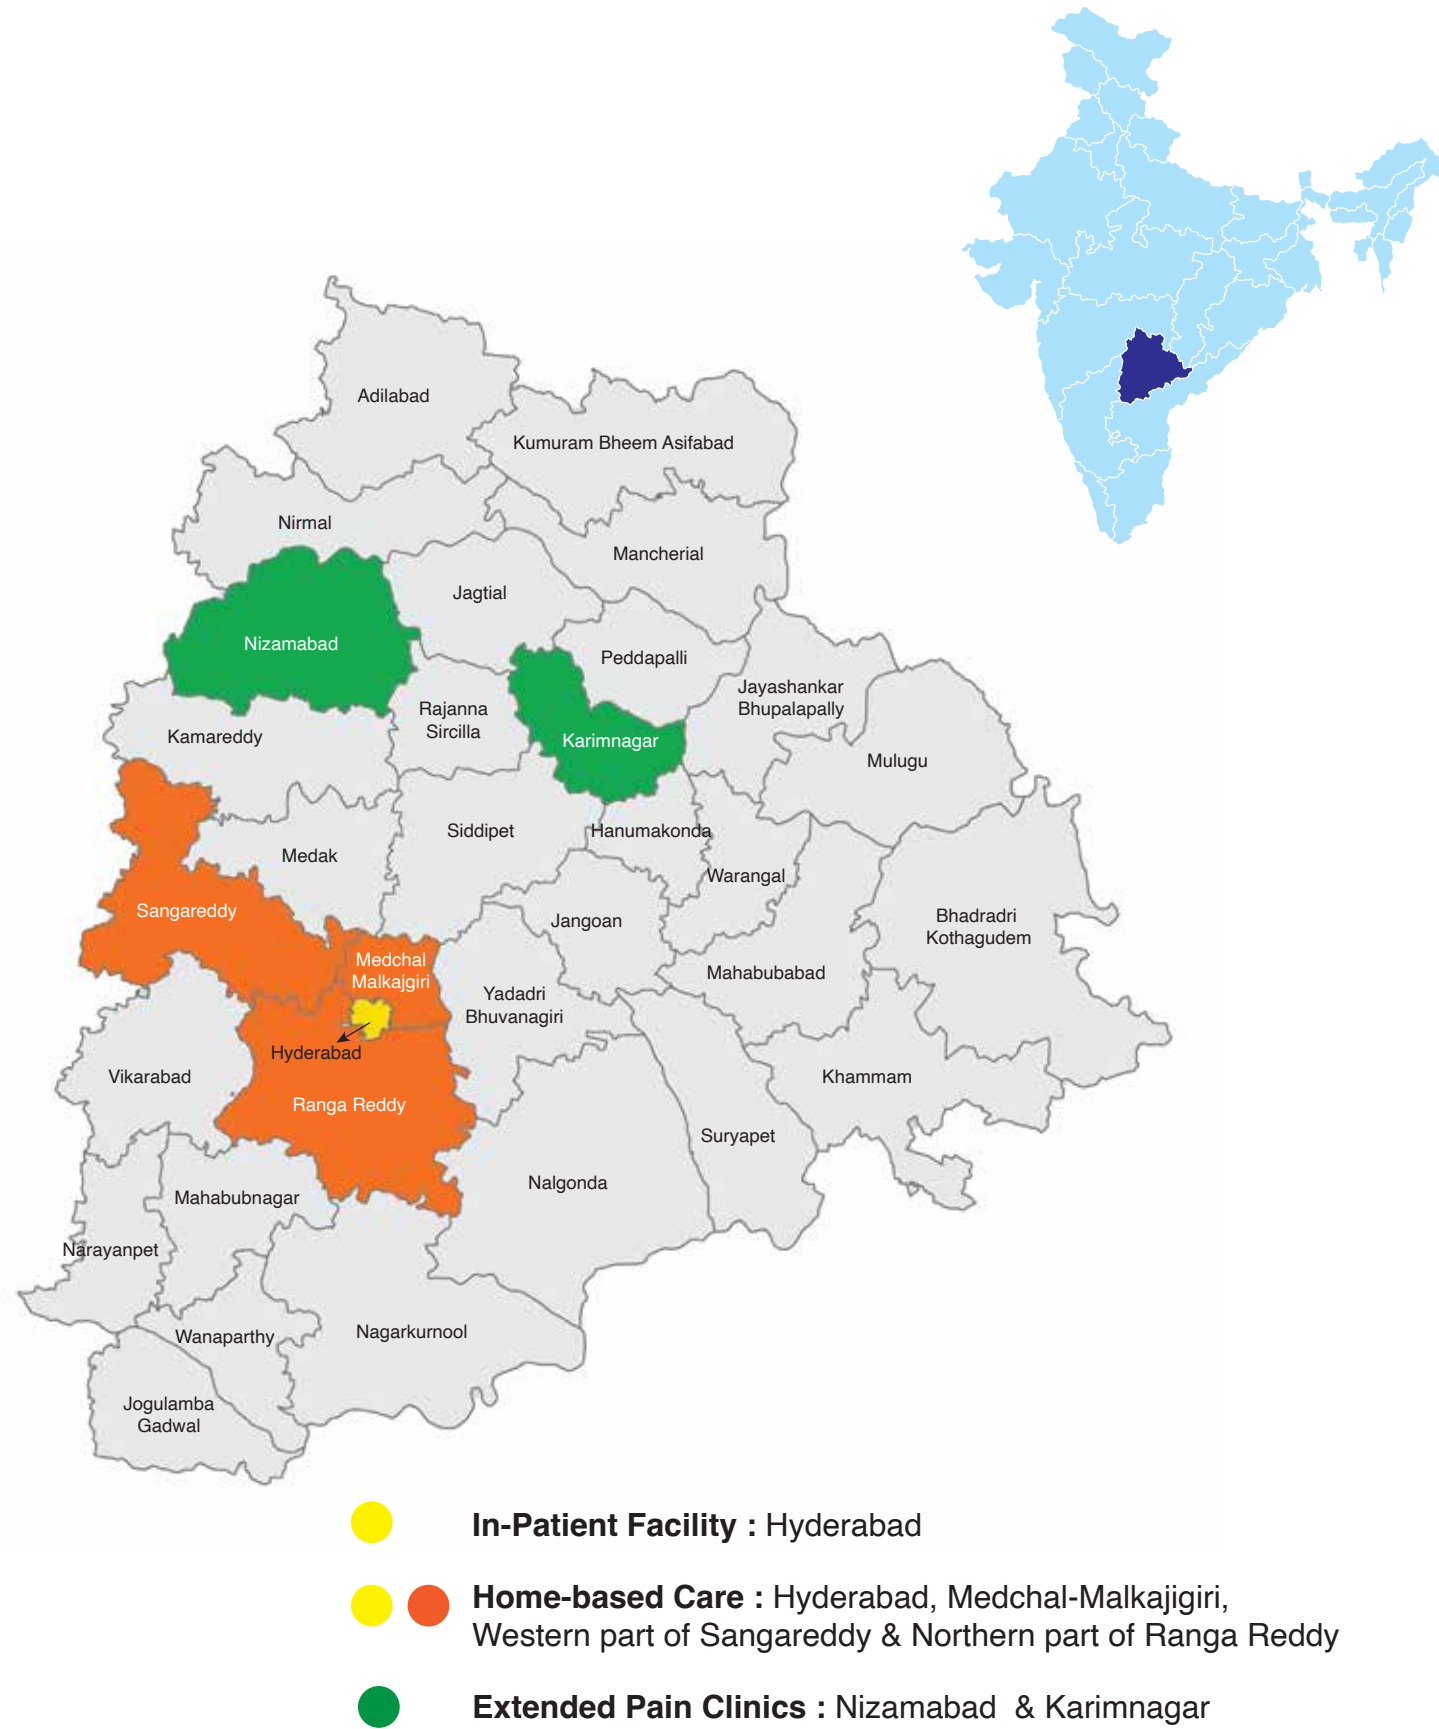 Adilabad
Kumuram Bheem Asifabad
Nirmal
Mancherial
Jagtial
Nizamabad
Peddapalli
Jayashankar
Bhupalapally
Rajanna
Sircilla
Kamareddy
Karimnagar
Mulugu
Siddipet
Hanumakonda
Medak
Warangal
Sangareddy
Jangoan
Bhadradri
Kothagudem
Medchal
Malkajgiri
Mahabubabad
Yadadri
Bhuvanagiri
Hyderabad
Vikarabad
Khammam
Ranga Reddy
Suryapet
Nalgonda
Mahabubnagar
Narayanpet
Wanaparthy
Nagarkurnool
Jogulamba
Gadwal
In-Patient Facility : Hyderabad
Home-based Care : Hyderabad, Medchal-Malkajigiri,
Western part of Sangareddy & Northern part of Ranga Reddy
Extended Pain Clinics : Nizamabad & Karimnagar